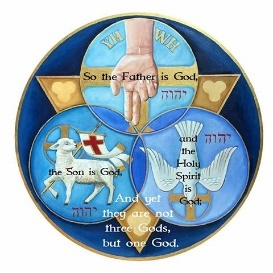 YH WH
So the Father is God,
יהוה
the Son is God,
יהוה
and
the
Holy
Spirit
is
God;
יהוה
And yet
they are not
three Gods,
but one God.